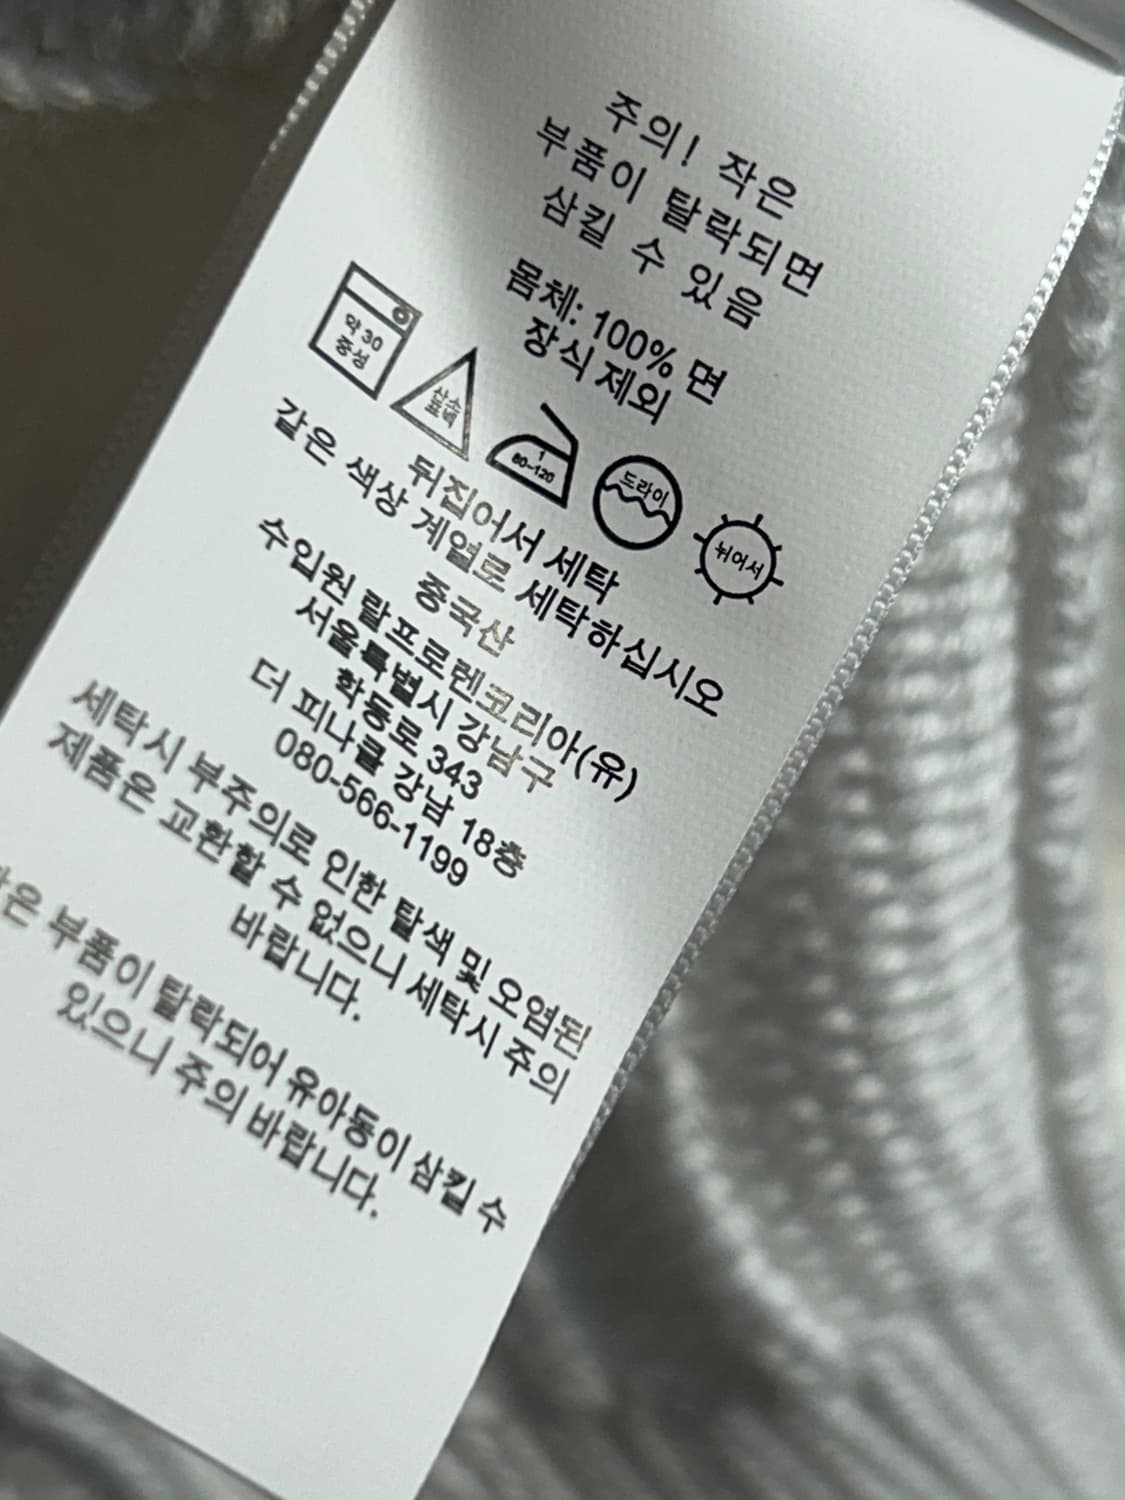 주의! 작은
부품이 탈락되면
삼킬 수 있음
몸체: 100% 면
장식 제외
약 30
중성
산소
표백
1
80~120
드라이
뉘어서
뒤집어서 세탁
같은 색상 계열로 세탁하십시오
중국산
수입원 랄프로렌코리아(유)
서울특별시 강남구
학동로 343
더 피나클 강남 18층
080-566-1199
세탁시 부주의로 인한 탈색 및 오염된
제품은 교환할 수 없으니 세탁시 주의
바랍니다.
작은 부품이 탈락되어 유아동이 삼킬 수
있으니 주의 바랍니다.